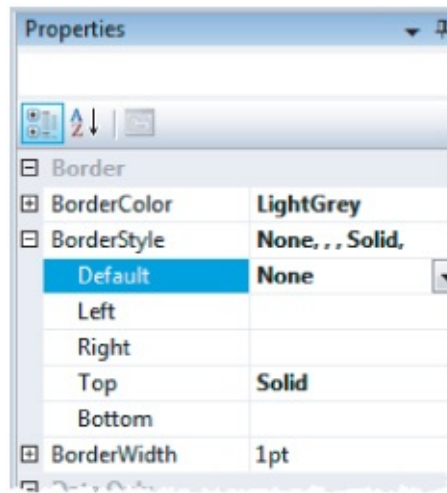 Properties
Border
BorderColor LightGrey
BorderStyle None, , , Solid,
Default None
Left
Right
Top Solid
Bottom
BorderWidth 1pt